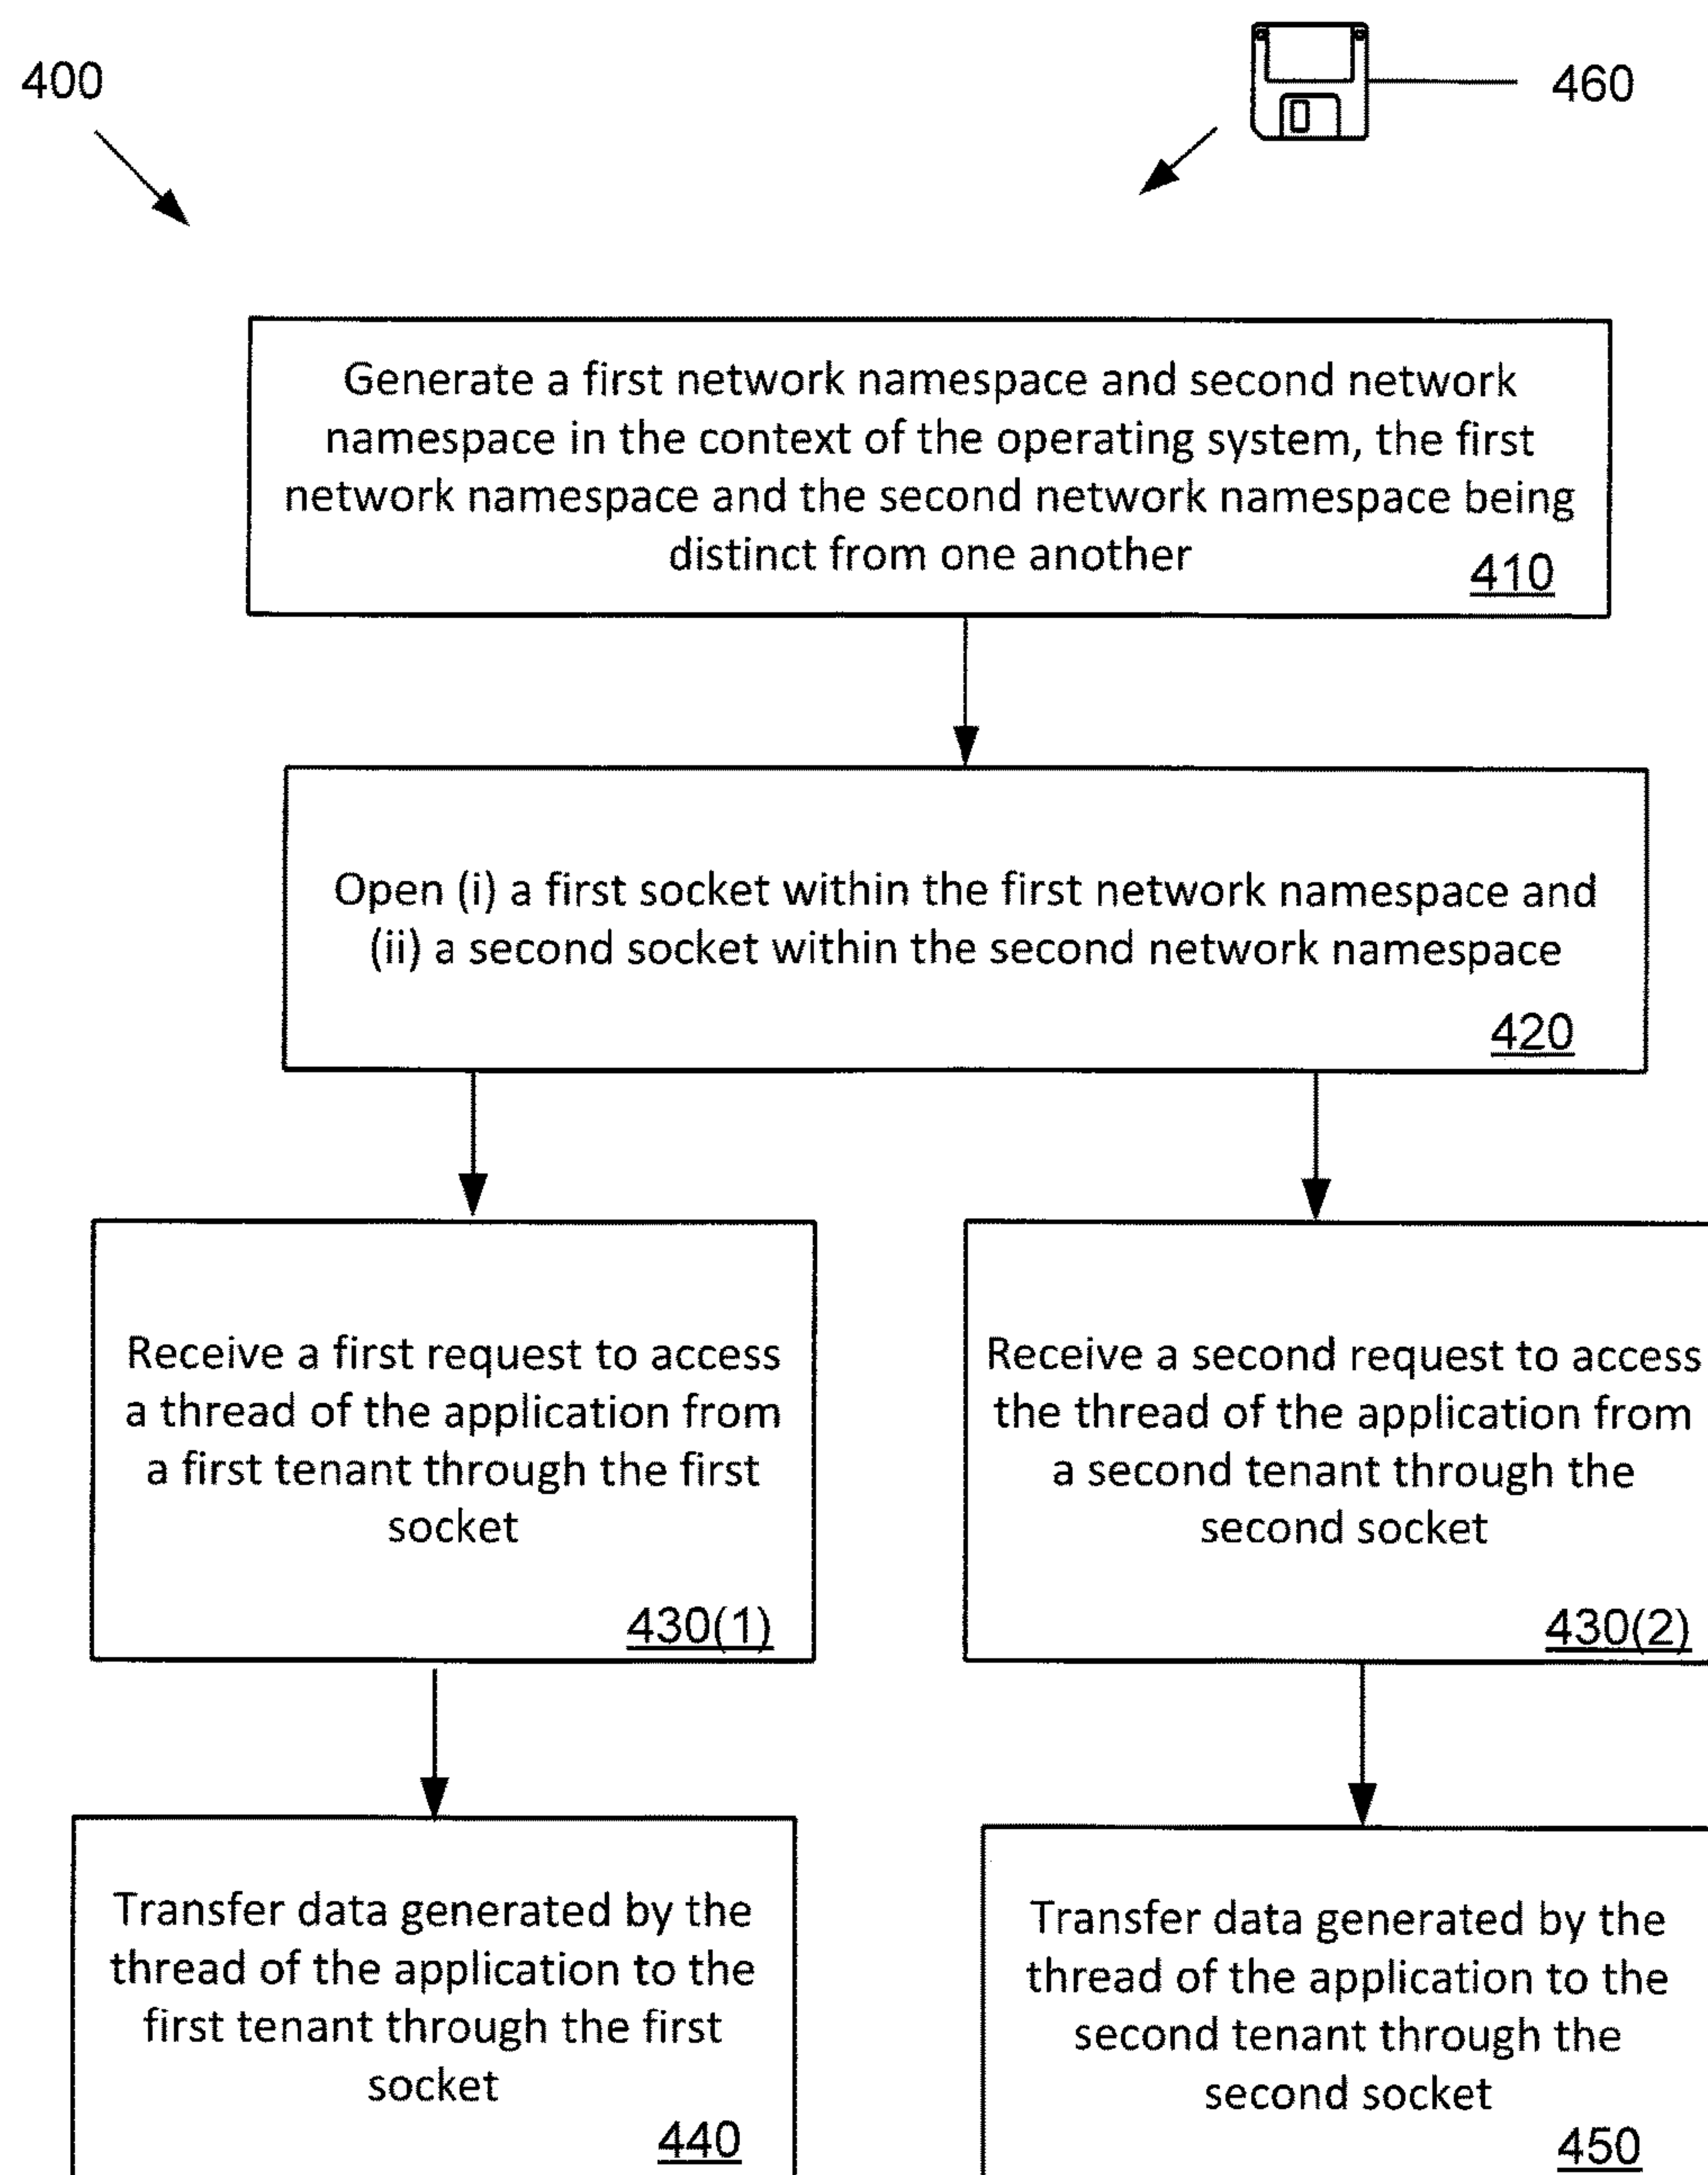 400
460
Generate a first network namespace and second network
namespace in the context of the operating system, the first
network namespace and the second network namespace being
distinct from one another
410
Open (i) a first socket within the first network namespace and
(ii) a second socket within the second network namespace
420
Receive a first request to access
a thread of the application from
a first tenant through the first
socket
430(1)
Receive a second request to access
the thread of the application from
a second tenant through the
second socket
430(2)
Transfer data generated by the
thread of the application to the
first tenant through the first
socket
440
Transfer data generated by the
thread of the application to the
second tenant through the
second socket
450